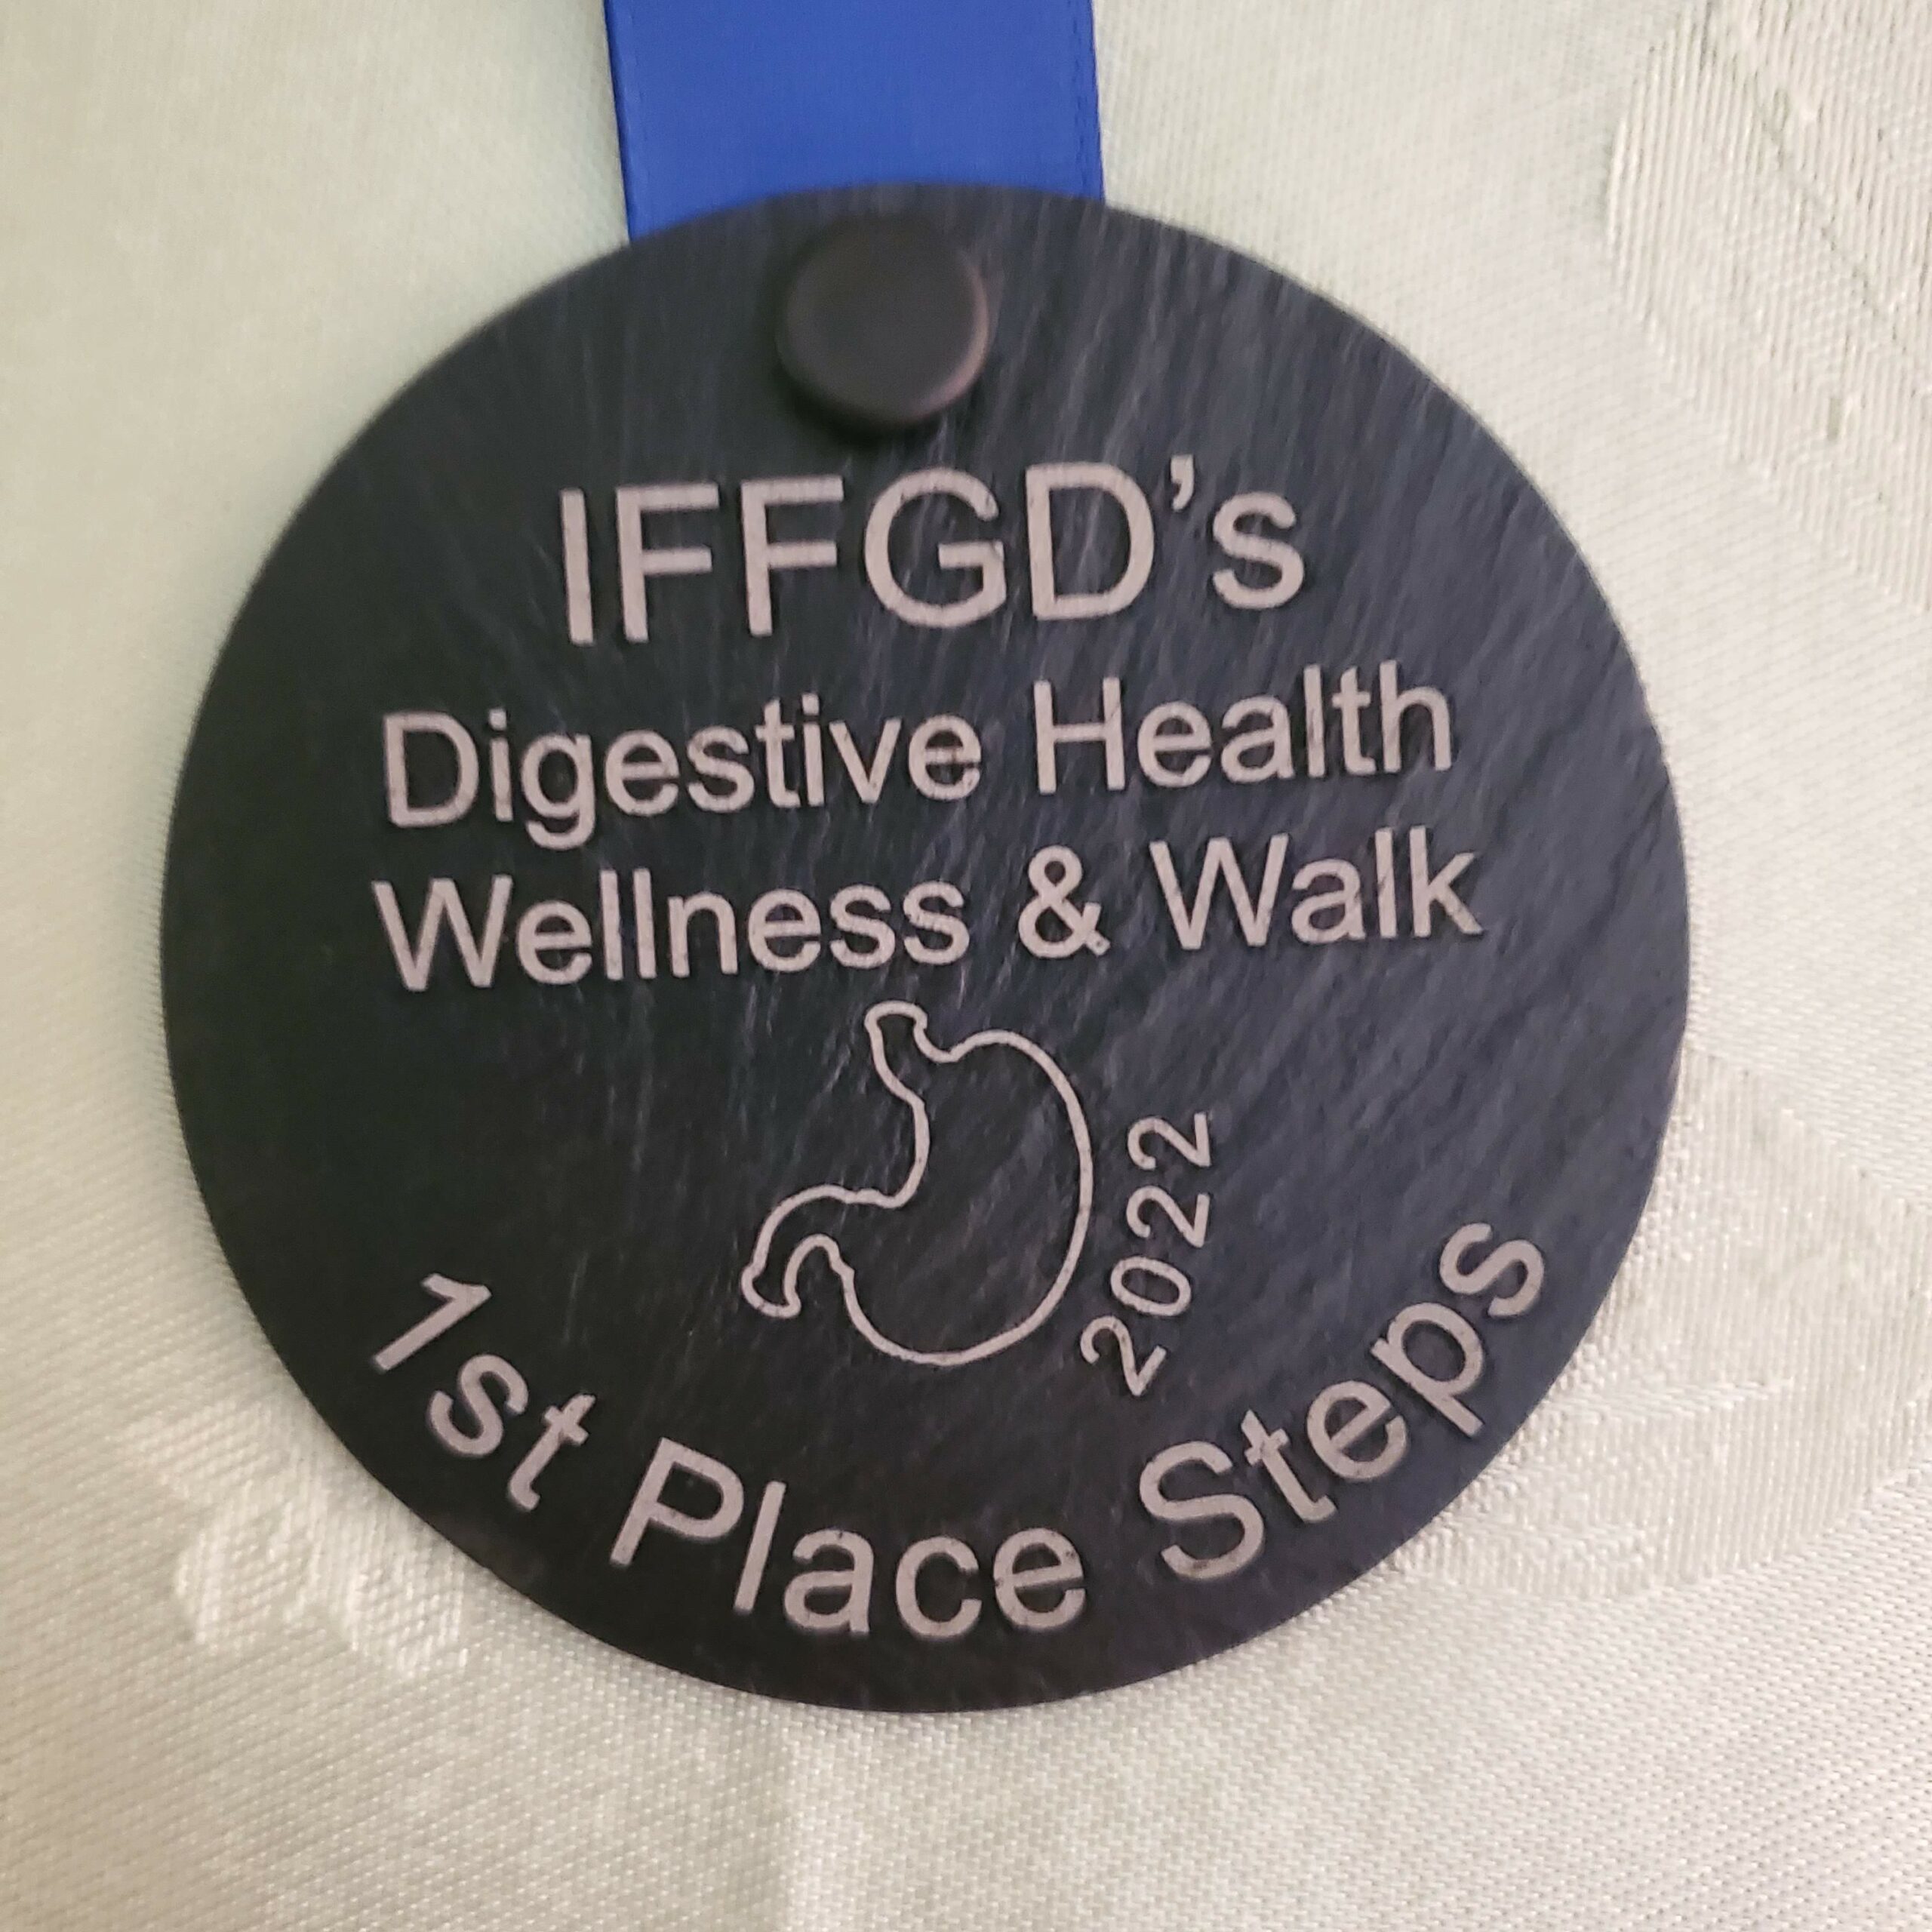 IFFGD's
Digestive Health
Wellness & Walk
2022
1st Place Steps